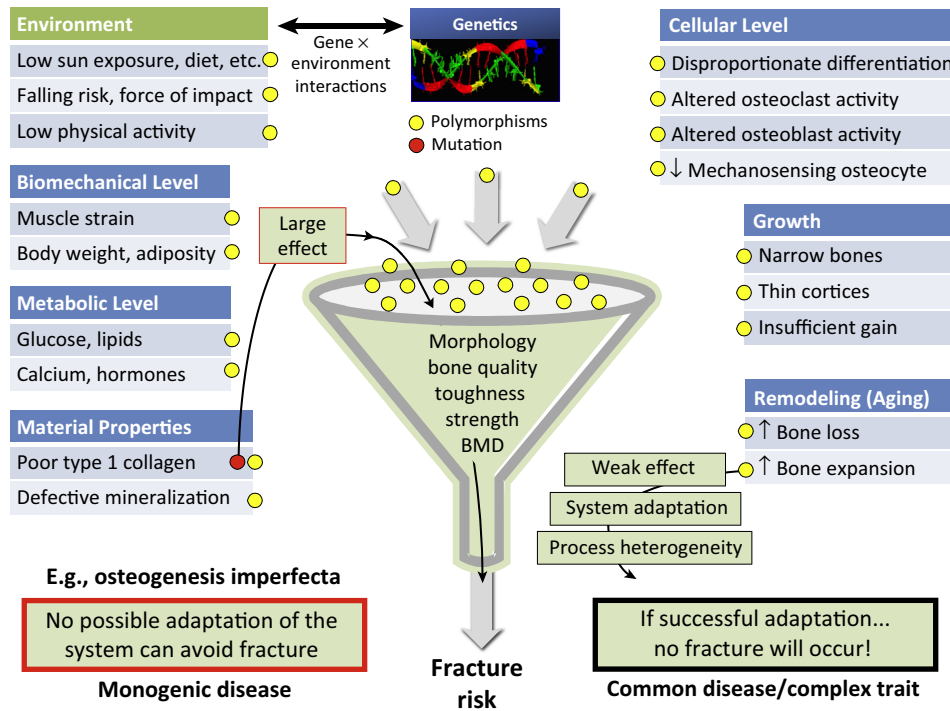 Environment
Low sun exposure, diet, etc.
Falling risk, force of impact
Low physical activity
Gene ×
environment
interactions
Genetics
Polymorphisms
Mutation
Cellular Level
Disproportionate differentiation
Altered osteoclast activity
Altered osteoblast activity
↓ Mechanosensing osteocyte
Biomechanical Level
Muscle strain
Body weight, adiposity
Large
effect
Growth
Narrow bones
Thin cortices
Insufficient gain
Metabolic Level
Glucose, lipids
Calcium, hormones
Morphology
bone quality
toughness
strength
BMD
Material Properties
Poor type 1 collagen
Defective mineralization
Remodeling (Aging)
↑ Bone loss
↑ Bone expansion
Weak effect
System adaptation
Process heterogeneity
E.g., osteogenesis imperfecta
No possible adaptation of the
system can avoid fracture
Monogenic disease
Fracture
risk
If successful adaptation...
no fracture will occur!
Common disease/complex trait